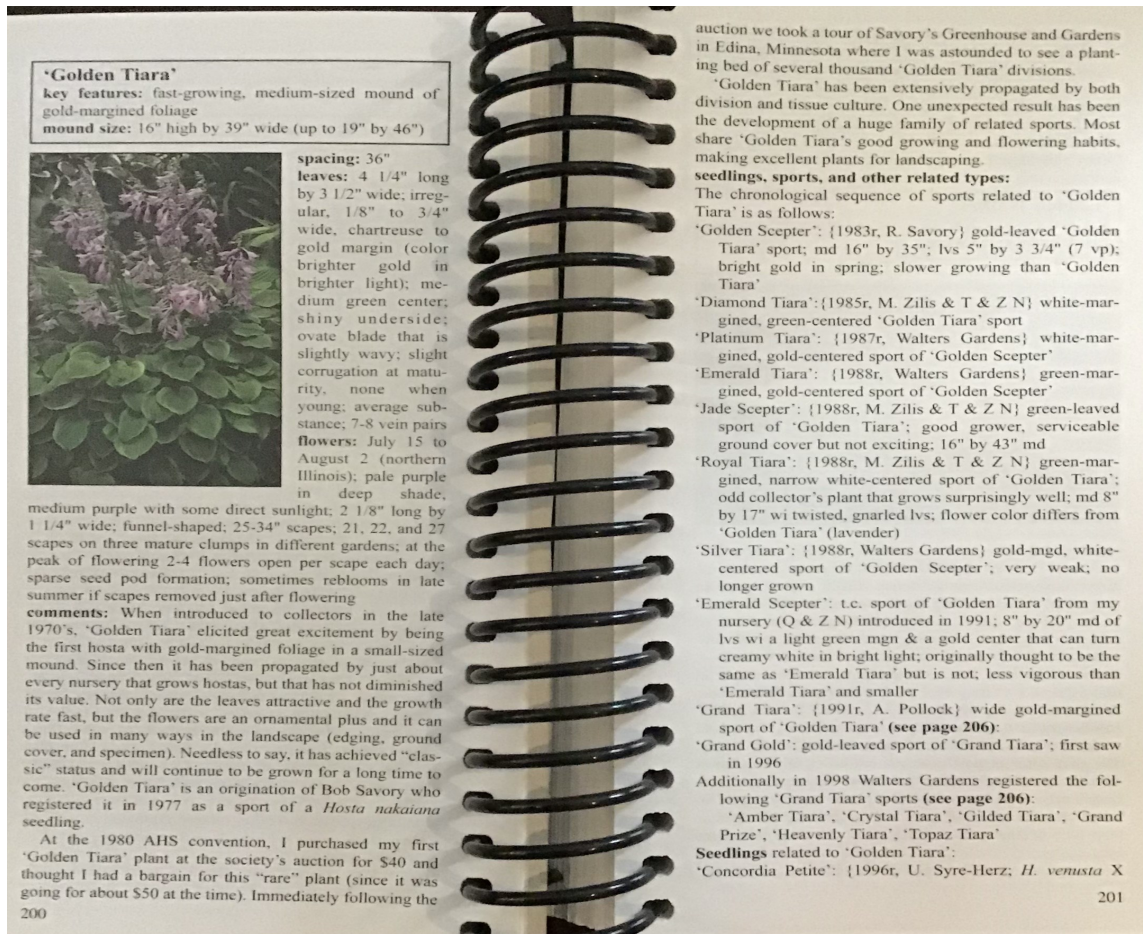 ‘Golden Tiara’
key features: fast-growing, medium-sized mound of
gold-margined foliage
mound size: 16" high by 39" wide (up to 19" by 46")
spacing: 36"
leaves: 4 1/4" long
by 3 1/2" wide; irreg-
ular, 1/8" to 3/4"
wide, chartreuse to
gold margin (color
brighter gold in
brighter light); me-
dium green center;
shiny underside;
ovate blade that is
slightly wavy; slight
corrugation at matu-
rity, none when
young; average sub-
stance; 7-8 vein pairs
flowers: July 15 to
August 2 (northern
Illinois); pale purple
in deep shade,
medium purple with some direct sunlight; 2 1/8" long by
1 1/4" wide; funnel-shaped; 25-34" scapes; 21, 22, and 27
scapes on three mature clumps in different gardens; at the
peak of flowering 2-4 flowers open per scape each day;
sparse seed pod formation; sometimes reblooms in late
summer if scapes removed just after flowering
comments: When introduced to collectors in the late
1970’s, ‘Golden Tiara’ elicited great excitement by being
the first hosta with gold-margined foliage in a small-sized
mound. Since then it has been propagated by just about
every nursery that grows hostas, but that has not diminished
its value. Not only are the leaves attractive and the growth
rate fast, but the flowers are an ornamental plus and it can
be used in many ways in the landscape (edging, ground
cover, and specimen). Needless to say, it has achieved “clas-
sic” status and will continue to be grown for a long time to
come. ‘Golden Tiara’ is an origination of Bob Savory who
registered it in 1977 as a sport of a Hosta nakaiana
seedling.
At the 1980 AHS convention, I purchased my first
‘Golden Tiara’ plant at the society’s auction for $40 and
thought I had a bargain for this “rare” plant (since it was
going for about $50 at the time). Immediately following the
200
auction we took a tour of Savory’s Greenhouse and Gardens
in Edina, Minnesota where I was astounded to see a plant-
ing bed of several thousand ‘Golden Tiara’ divisions.
‘Golden Tiara’ has been extensively propagated by both
division and tissue culture. One unexpected result has been
the development of a huge family of related sports. Most
share ‘Golden Tiara’s good growing and flowering habits,
making excellent plants for landscaping.
seedlings, sports, and other related types:
The chronological sequence of sports related to ‘Golden
Tiara’ is as follows:
‘Golden Scepter’: {1983r, R. Savory} gold-leaved ‘Golden
Tiara’ sport; md 16" by 35"; lvs 5" by 3 3/4" (7 vp);
bright gold in spring; slower growing than ‘Golden
Tiara’
‘Diamond Tiara’:{1985r, M. Zilis & T & Z N} white-mar-
gined, green-centered ‘Golden Tiara’ sport
‘Platinum Tiara’: {1987r, Walters Gardens} white-mar-
gined, gold-centered sport of ‘Golden Scepter’
‘Emerald Tiara’: {1988r, Walters Gardens} green-mar-
gined, gold-centered sport of ‘Golden Scepter’
‘Jade Scepter’: {1988r, M. Zilis & T & Z N} green-leaved
sport of ‘Golden Tiara’; good grower, serviceable
ground cover but not exciting; 16" by 43" md
‘Royal Tiara’: {1988r, M. Zilis & T & Z N} green-mar-
gined, narrow white-centered sport of ‘Golden Tiara’;
odd collector’s plant that grows surprisingly well; md 8"
by 17" wi twisted, gnarled lvs; flower color differs from
‘Golden Tiara’ (lavender)
‘Silver Tiara’: {1988r, Walters Gardens} gold-mgd, white-
centered sport of ‘Golden Scepter’; very weak; no
longer grown
‘Emerald Scepter’: t.c. sport of ‘Golden Tiara’ from my
nursery (Q & Z N) introduced in 1991; 8" by 20" md of
lvs wi a light green mgn & a gold center that can turn
creamy white in bright light; originally thought to be the
same as ‘Emerald Tiara’ but is not; less vigorous than
‘Emerald Tiara’ and smaller
‘Grand Tiara’: {1991r, A. Pollock} wide gold-margined
sport of ‘Golden Tiara’ (see page 206):
‘Grand Gold’: gold-leaved sport of ‘Grand Tiara’; first saw
in 1996
Additionally in 1998 Walters Gardens registered the fol-
lowing ‘Grand Tiara’ sports (see page 206):
‘Amber Tiara’, ‘Crystal Tiara’, ‘Gilded Tiara’, ‘Grand
Prize’, ‘Heavenly Tiara’, ‘Topaz Tiara’
Seedlings related to ‘Golden Tiara’:
‘Concordia Petite’: {1996r, U. Syre-Herz; H. venusta X
201